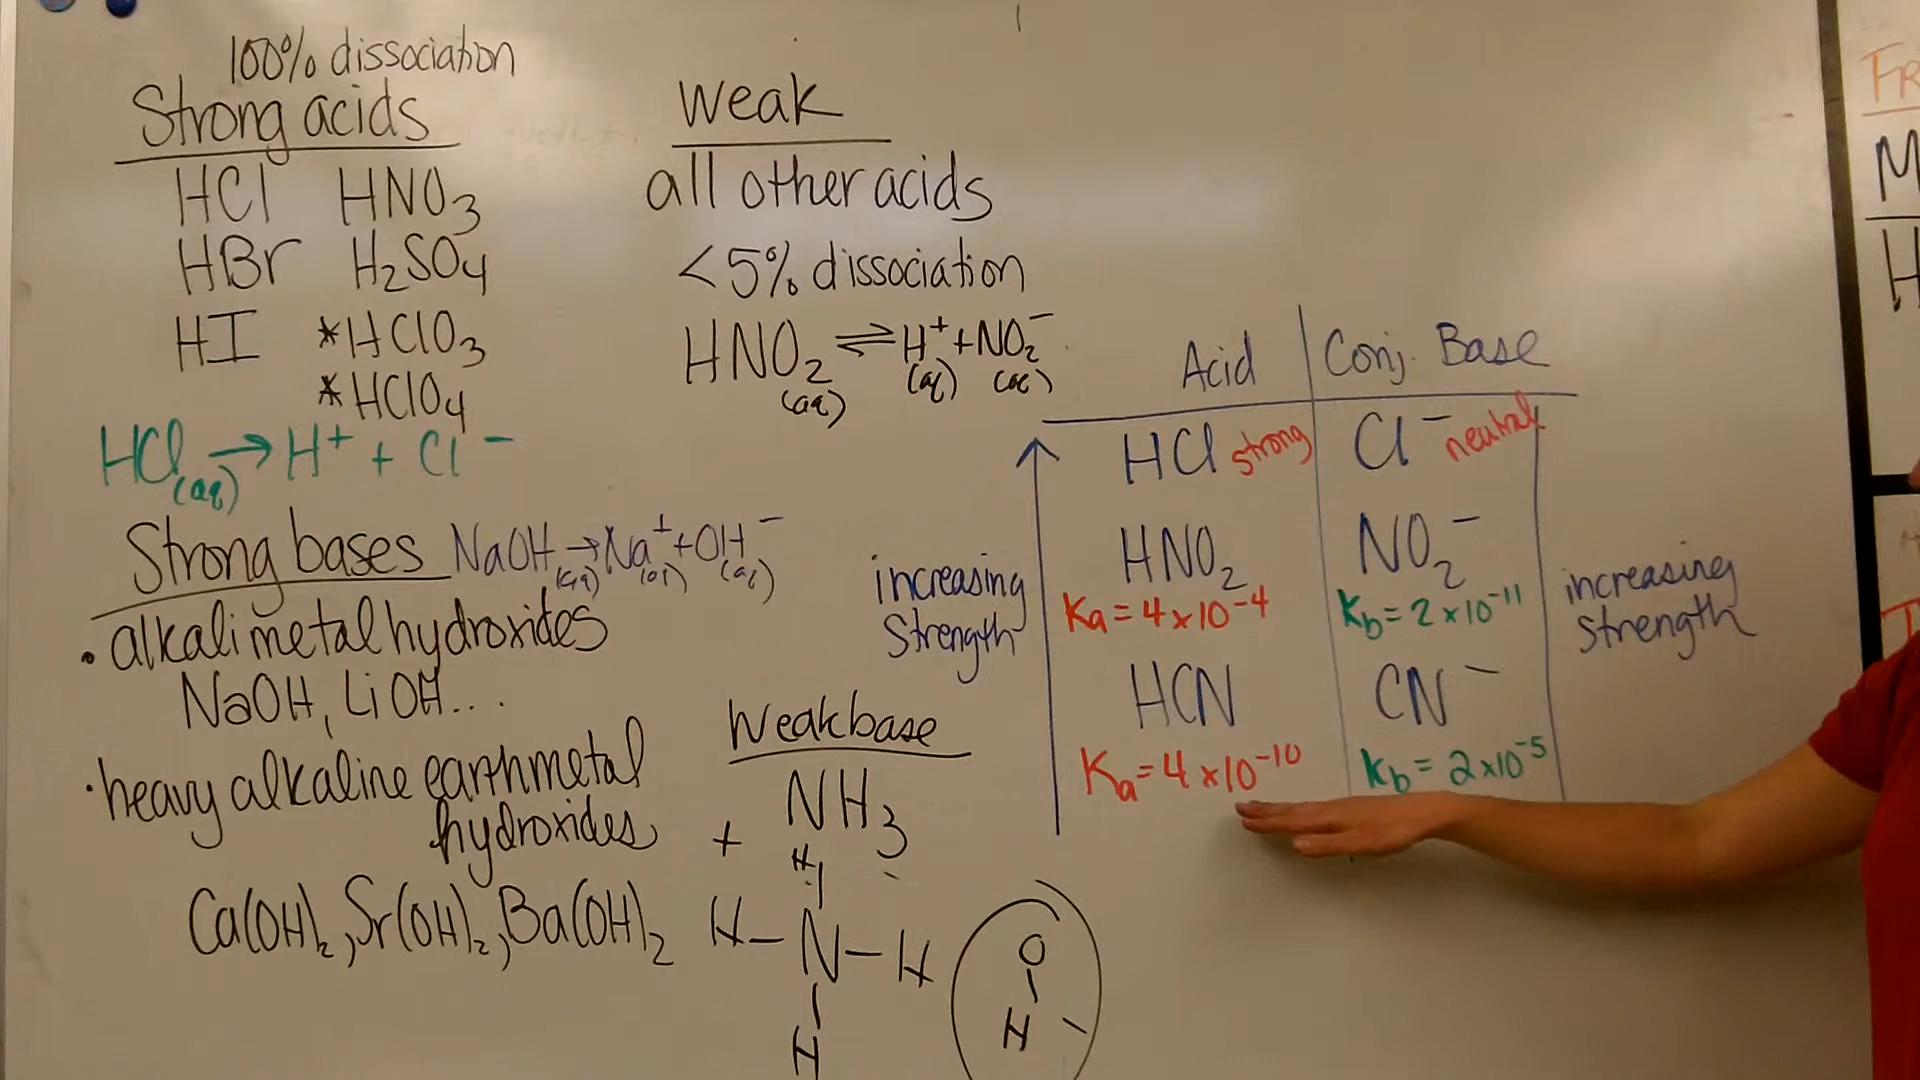 100% dissociation
Strong acids
HCl HNO₃
HBr H₂SO₄
HI *HClO₃
*HClO₄
HCl(aq) → H⁺ + Cl⁻
Strong bases NaOH(aq) → Na⁺(aq) + OH⁻(aq)
• alkali metal hydroxides
NaOH, LiOH...
• heavy alkaline earth metal
hydroxides
Ca(OH)₂, Sr(OH)₂, Ba(OH)₂
Weak
all other acids
<5% dissociation
HNO₂(aq) ⇌ H⁺(aq) + NO₂⁻(aq)
Weak base
NH₃
+
H
H-N-H
H
O
H
Acid Conj. Base
HCl strong Cl⁻ neutral
HNO₂ NO₂⁻
Ka = 4 x 10⁻⁴ Kb = 2 x 10⁻¹¹
HCN CN⁻
Ka = 4 x 10⁻¹⁰ Kb = 2 x 10⁻⁵
increasing
strength
increasing
strength
FR
M
H